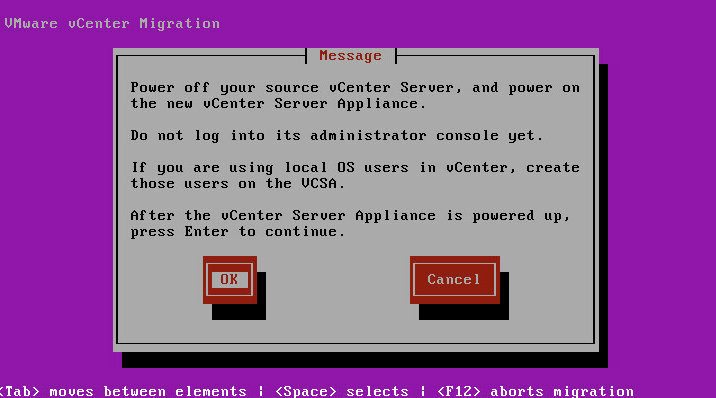 VMware vCenter Migration
Message
Power off your source vCenter Server, and power on
the new vCenter Server Appliance.
Do not log into its administrator console yet.
If you are using local OS users in vCenter, create
those users on the VCSA.
After the vCenter Server Appliance is powered up,
press Enter to continue.
OK Cancel
<Tab> moves between elements | <Space> selects | <F12> aborts migration